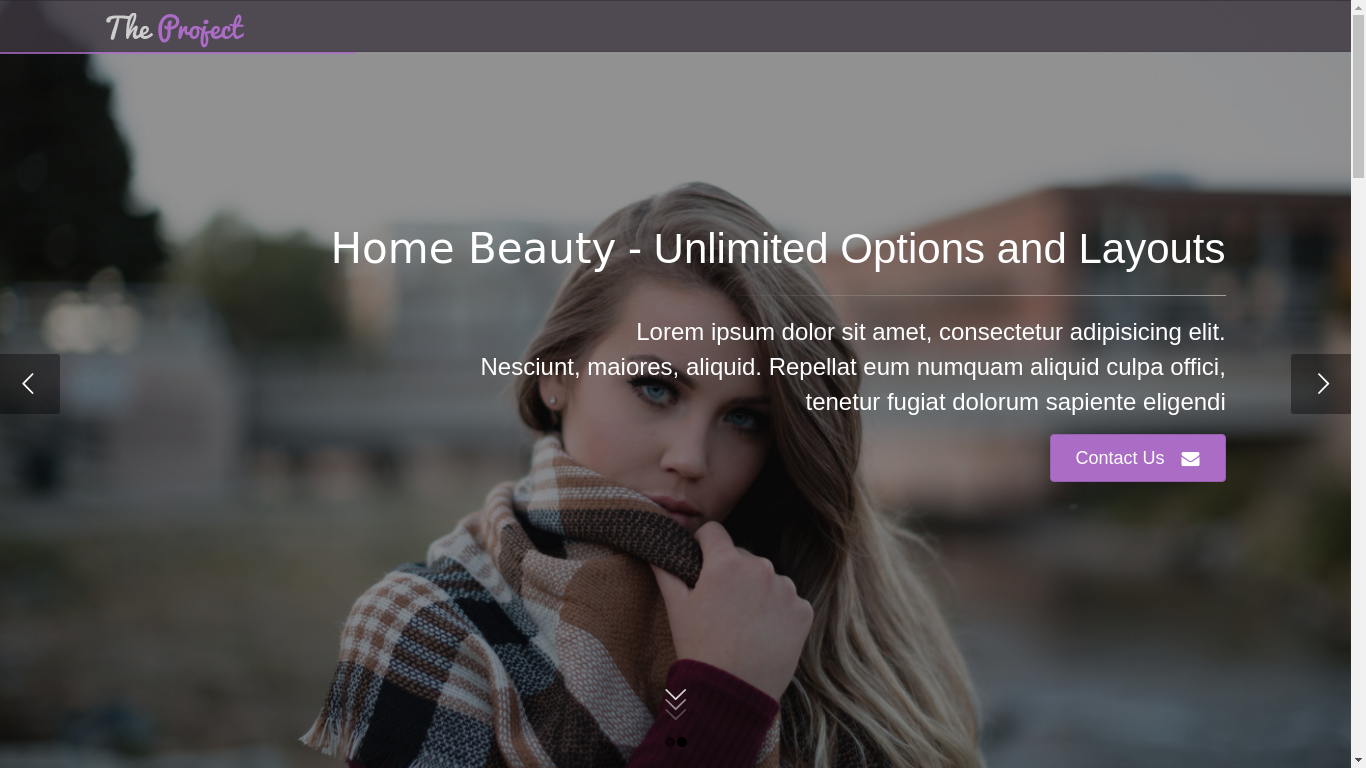 The Project
Home Beauty - Unlimited Options and Layouts
Lorem ipsum dolor sit amet, consectetur adipisicing elit.
Nesciunt, maiores, aliquid. Repellat eum numquam aliquid culpa offici,
tenetur fugiat dolorum sapiente eligendi
Contact Us